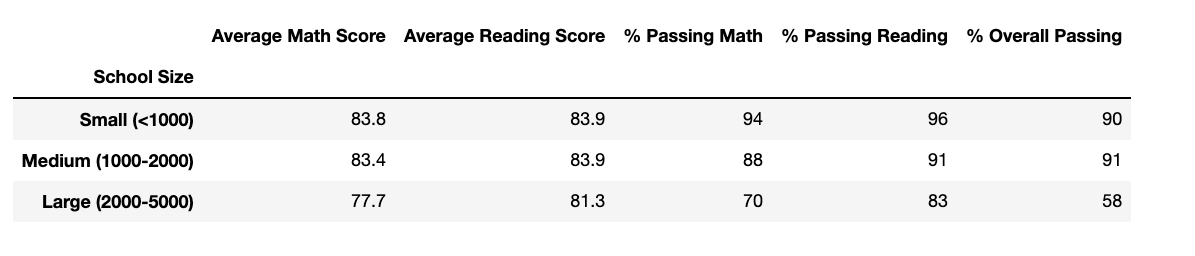 Average Math Score Average Reading Score % Passing Math % Passing Reading % Overall Passing
School Size
Small (<1000) 83.8 83.9 94 96 90
Medium (1000-2000) 83.4 83.9 88 91 91
Large (2000-5000) 77.7 81.3 70 83 58